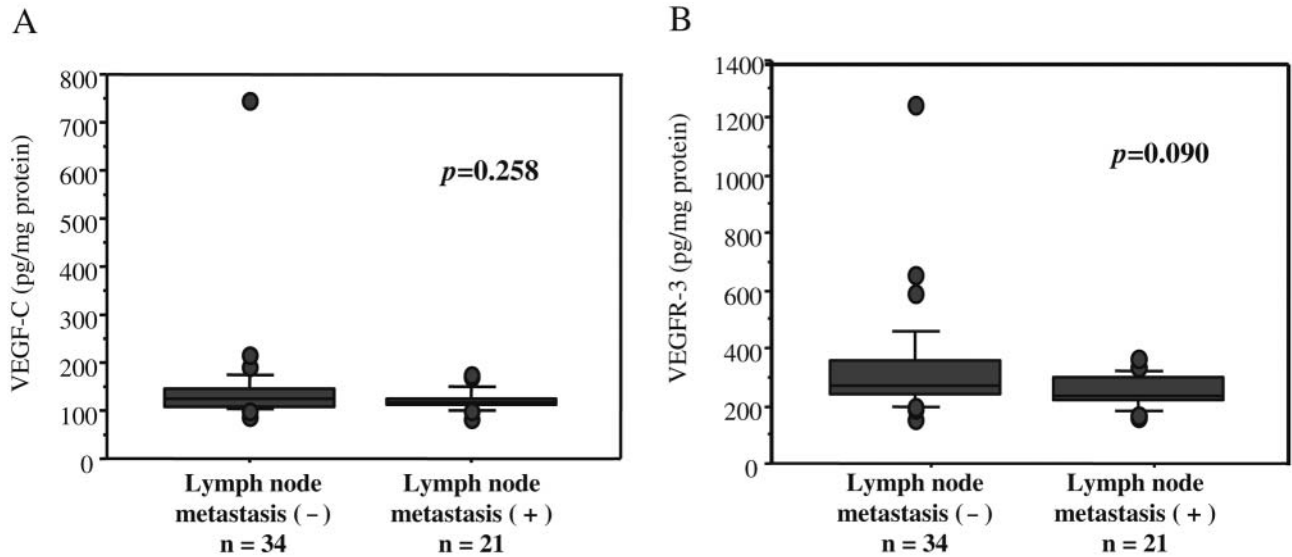 A
VEGF-C (pg/mg protein)
800
700
600
500
400
300
200
100
0
p=0.258
Lymph node
metastasis ( − )
n = 34
Lymph node
metastasis ( + )
n = 21
B
VEGFR-3 (pg/mg protein)
1400
1200
1000
800
600
400
200
0
p=0.090
Lymph node
metastasis ( − )
n = 34
Lymph node
metastasis ( + )
n = 21